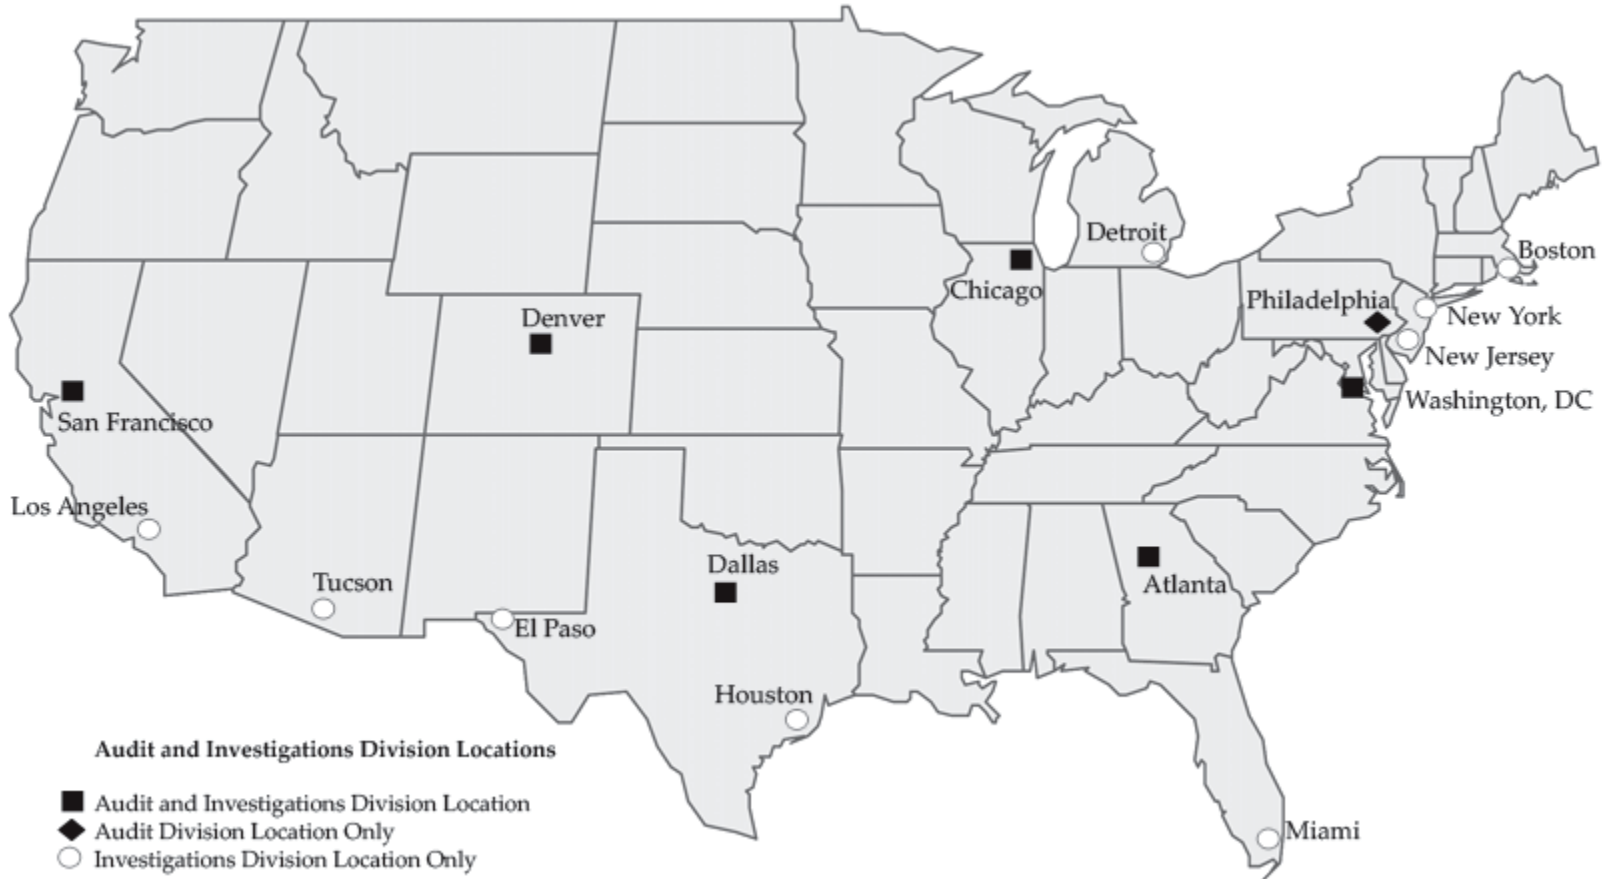 Detroit
Boston
Chicago
Philadelphia
New York
Denver
New Jersey
Washington, DC
San Francisco
Los Angeles
Dallas
Tucson
Atlanta
El Paso
Houston
Audit and Investigations Division Locations
Audit and Investigations Division Location
Audit Division Location Only
Miami
Investigations Division Location Only